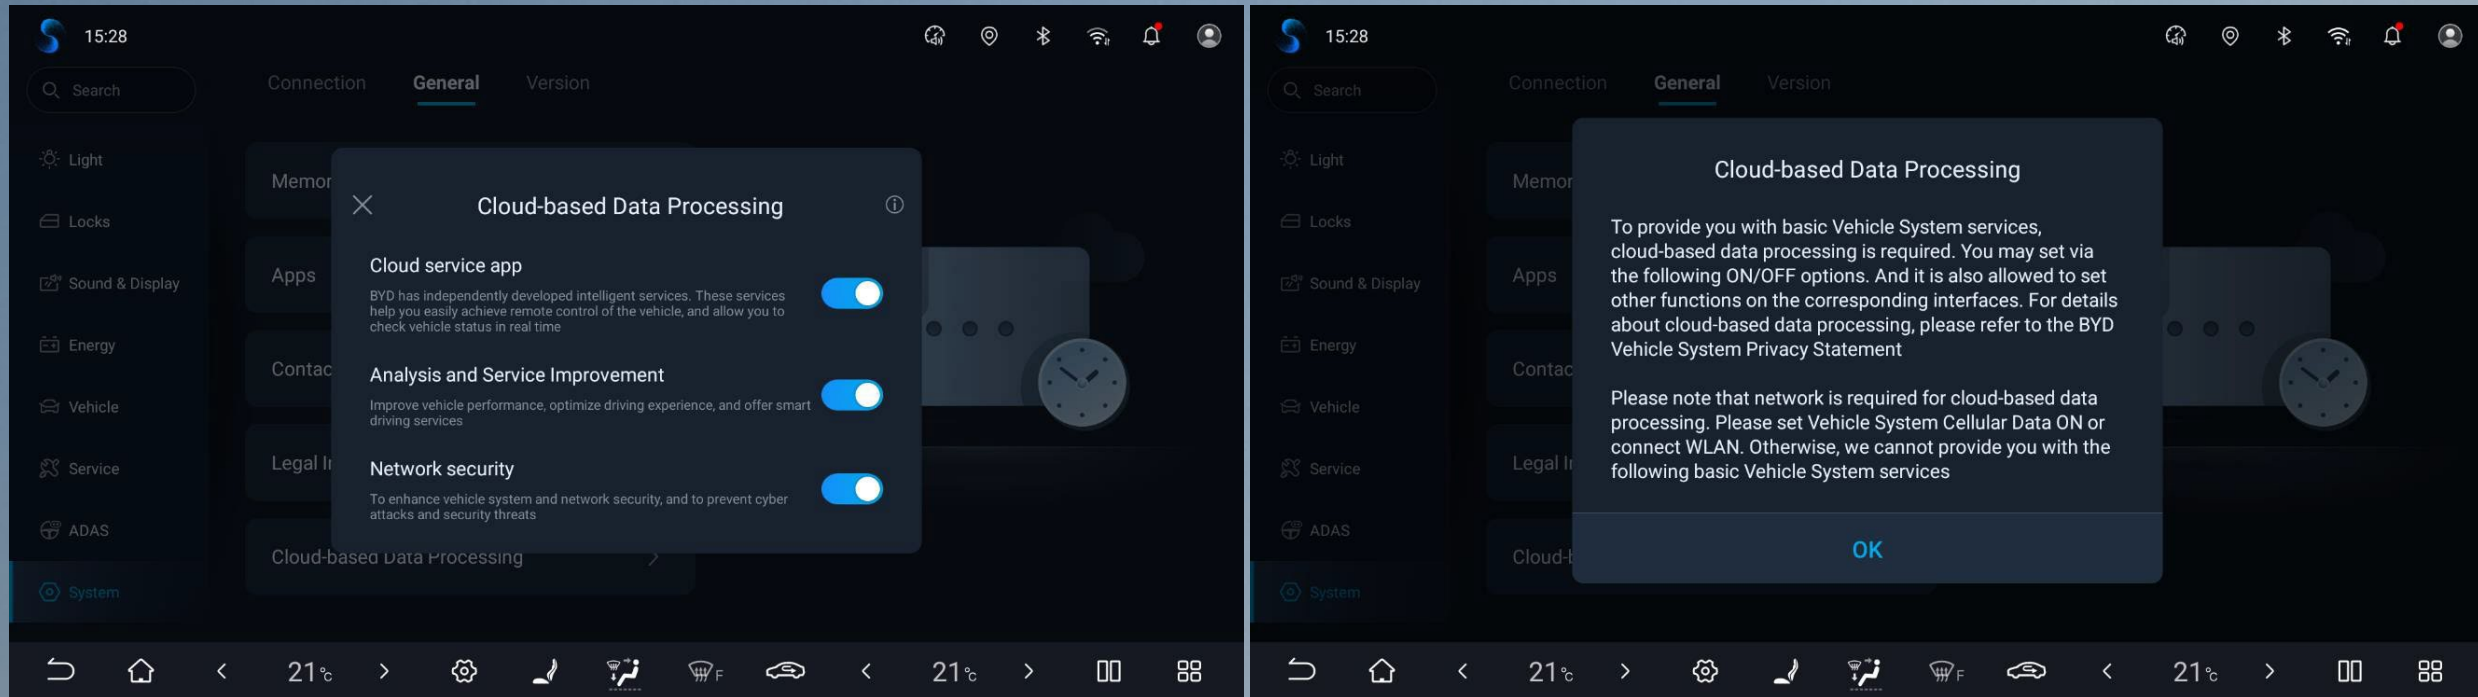 15:28
Search
Connection
General
Version
Light
Locks
Sound & Display
Energy
Vehicle
Service
ADAS
System
Memor
Apps
Contac
Legal
Cloud-based Data Processing
Cloud-based Data Processing
Cloud service app
BYD has independently developed intelligent services. These services
help you easily achieve remote control of the vehicle, and allow you to
check vehicle status in real time
Analysis and Service Improvement
Improve vehicle performance, optimize driving experience, and offer smart
driving services
Network security
To enhance vehicle system and network security, and to prevent cyber
attacks and security threats
21°C
F
21°C
15:28
Search
Connection
General
Version
Light
Locks
Sound & Display
Energy
Vehicle
Service
ADAS
System
Memor
Apps
Contac
Legal
Cloud-
Cloud-based Data Processing
To provide you with basic Vehicle System services,
cloud-based data processing is required. You may set via
the following ON/OFF options. And it is also allowed to set
other functions on the corresponding interfaces. For details
about cloud-based data processing, please refer to the BYD
Vehicle System Privacy Statement
Please note that network is required for cloud-based data
processing. Please set Vehicle System Cellular Data ON or
connect WLAN. Otherwise, we cannot provide you with the
following basic Vehicle System services
OK
21°C
F
21°C